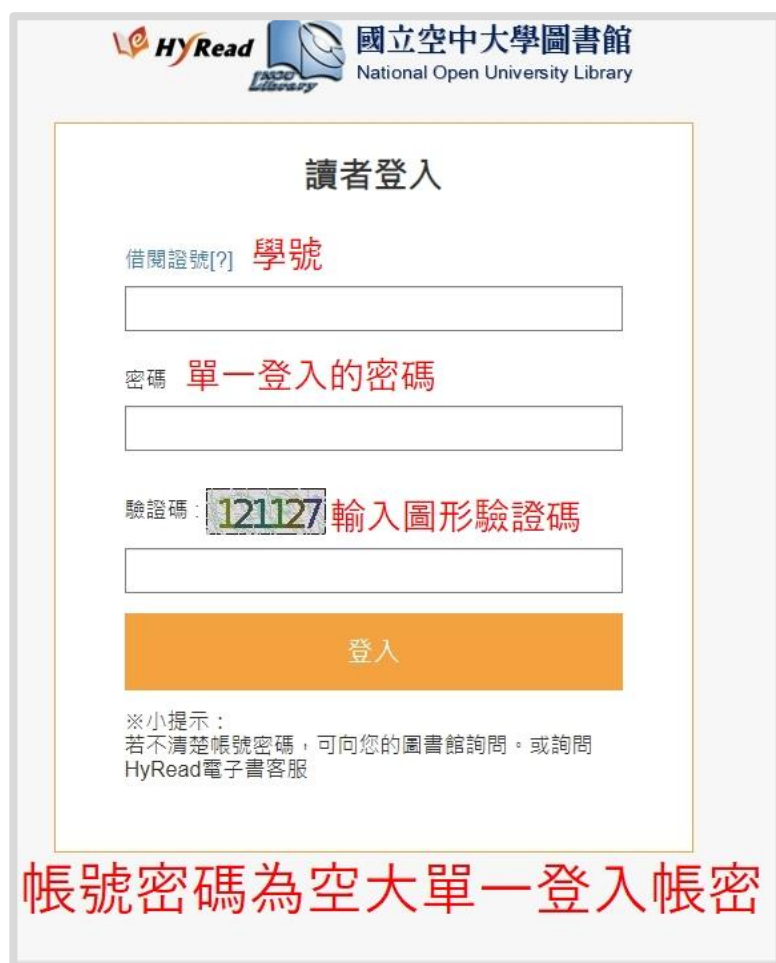 HyRead
國立空中大學圖書館
National Open University Library
Library
讀者登入
借閱證號[?] 學號
密碼 單一登入的密碼
驗證碼 : 121127 輸入圖形驗證碼
登入
※小提示：
若不清楚帳號密碼，可向您的圖書館詢問。或詢問
HyRead電子書客服
帳號密碼為空大單一登入帳密